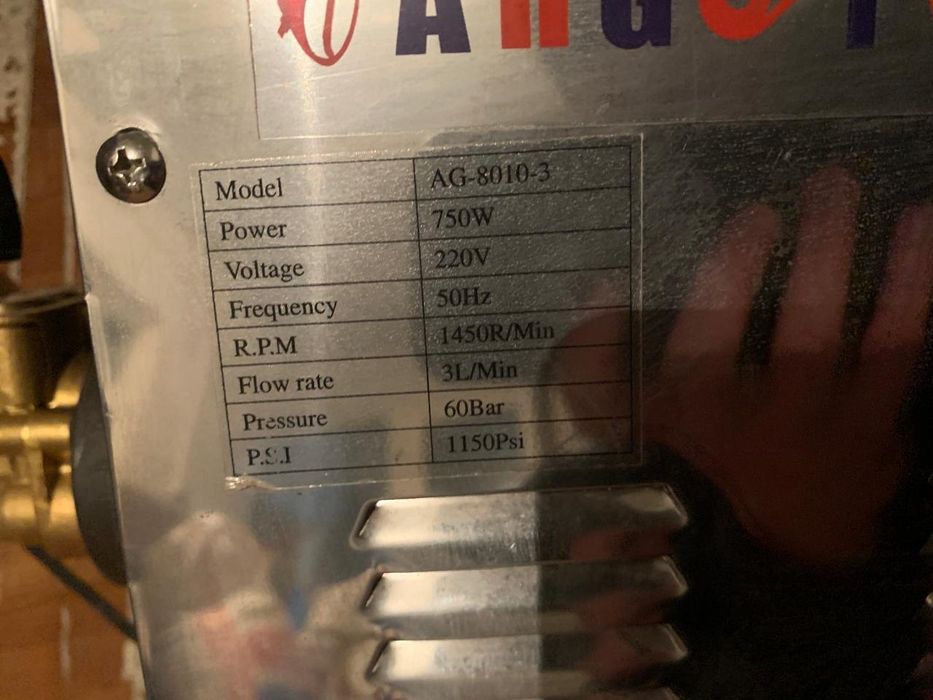 Model AG-8010-3
Power 750W
Voltage 220V
Frequency 50Hz
R.P.M 1450R/Min
Flow rate 3L/Min
Pressure 60Bar
P.S.I 1150Psi